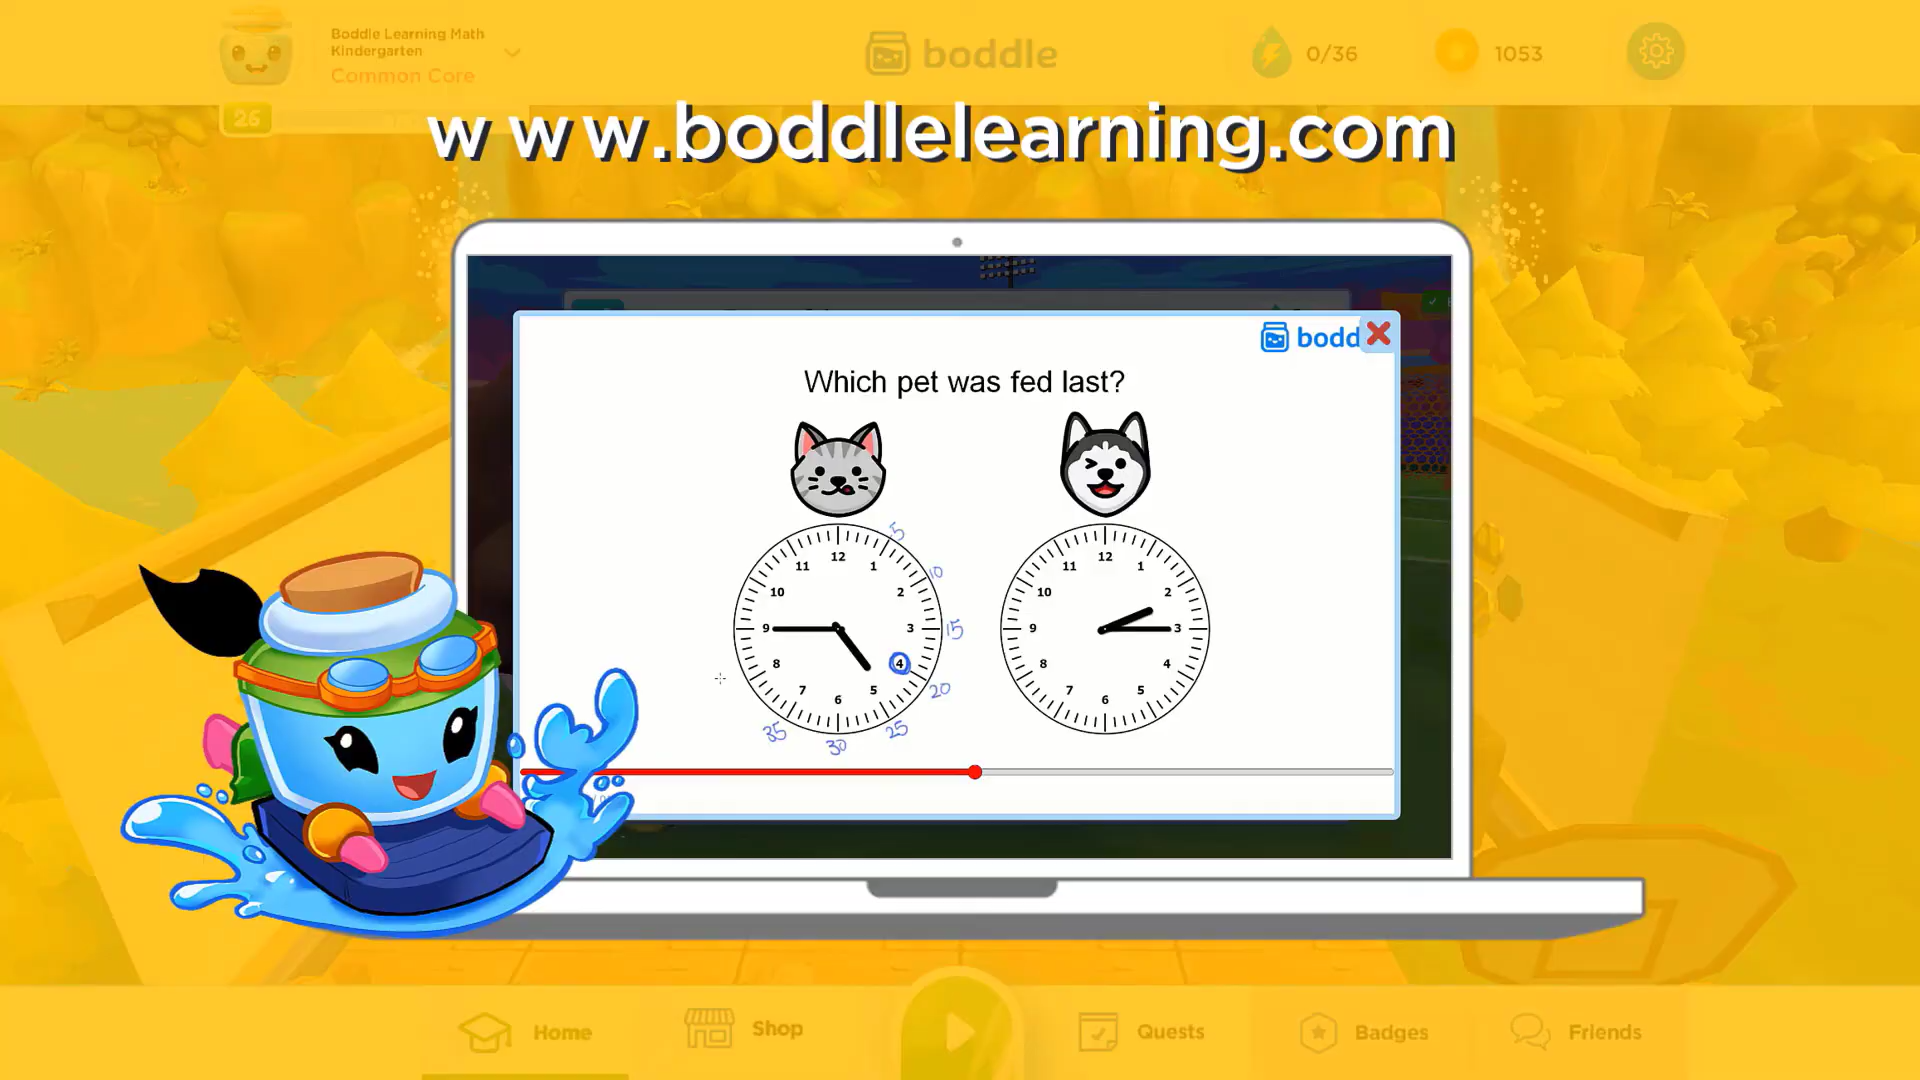 Boddle Learning Math
Kindergarten
Common Core
boddle
0/36
1053
26
www.boddlelearning.com
bodd
Which pet was fed last?
12
11 1
10 2
9 3
8 4
7 5
6
5
10
15
20
25
30
35
12
11 1
10 2
9 3
8 4
7 5
6
Home
Shop
Quests
Badges
Friends